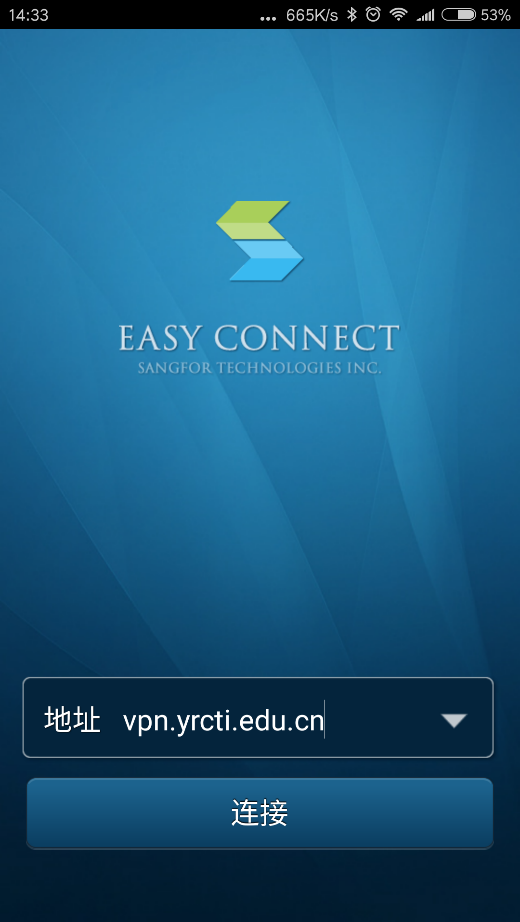 14:33 ... 665K/s 53%
EASY CONNECT
SANGFOR TECHNOLOGIES INC.
地址 vpn.yrcti.edu.cn
连接